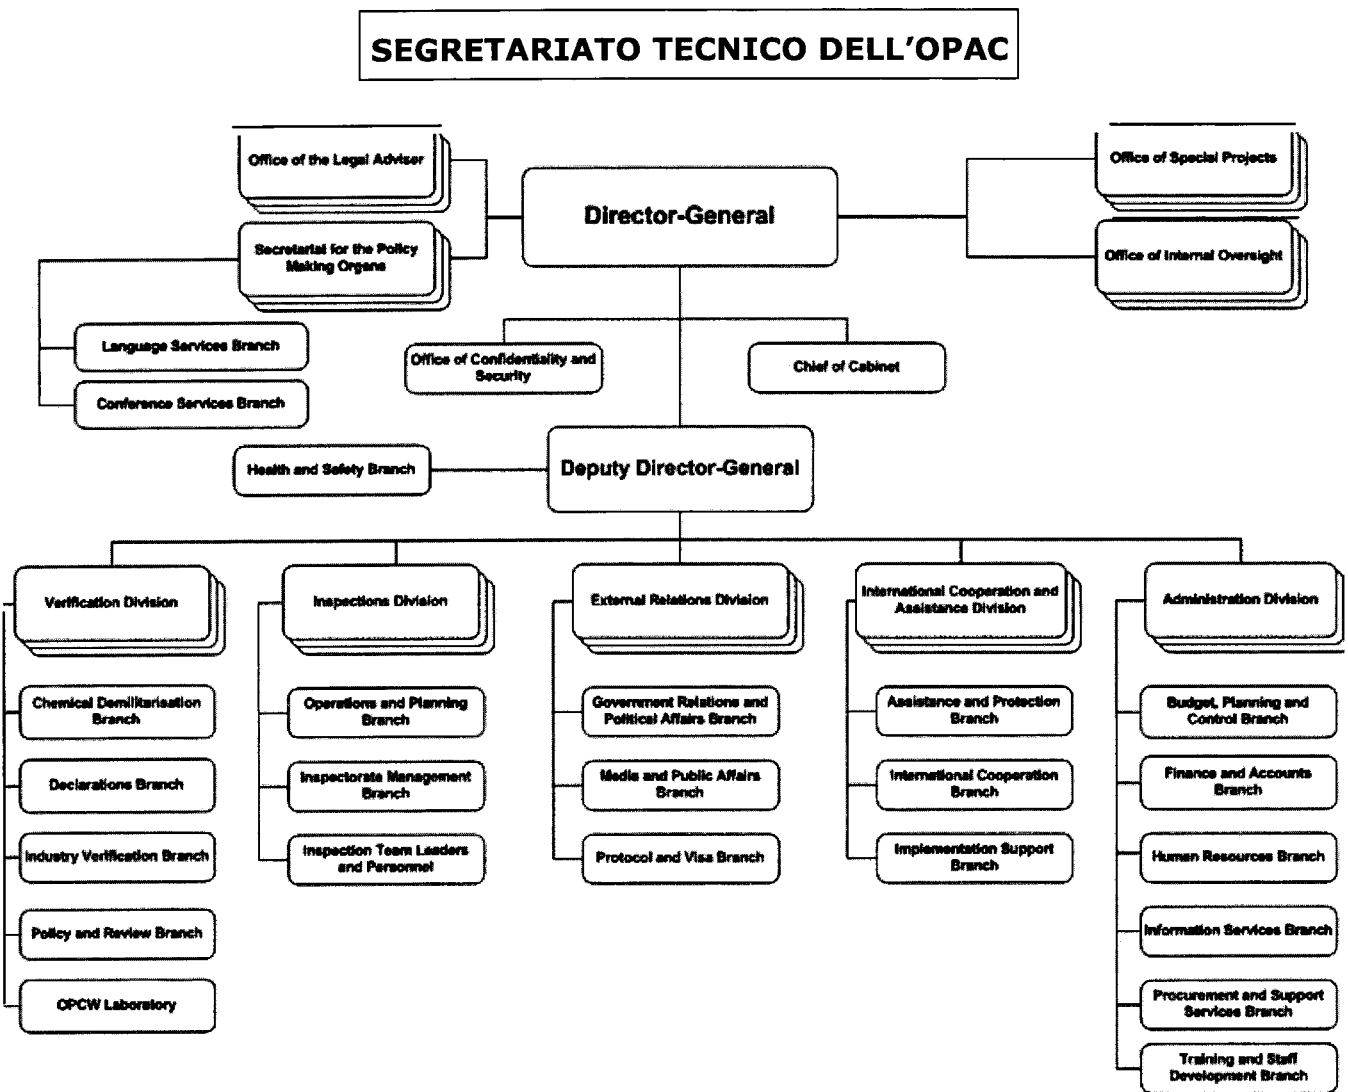 SEGRETARIATO TECNICO DELL'OPAC
Office of the Legal Adviser
Director-General
Office of Special Projects
Secretariat for the Policy
Making Organs
Office of Internal Oversight
Language Services Branch
Conference Services Branch
Office of Confidentiality and
Security
Chief of Cabinet
Health and Safety Branch
Deputy Director-General
Verification Division
Inspections Division
External Relations Division
International Cooperation and
Assistance Division
Administration Division
Chemical Demilitarisation
Branch
Declarations Branch
Industry Verification Branch
Policy and Review Branch
OPCW Laboratory
Operations and Planning
Branch
Inspectorate Management
Branch
Inspection Team Leaders
and Personnel
Government Relations and
Political Affairs Branch
Media and Public Affairs
Branch
Protocol and Visa Branch
Assistance and Protection
Branch
International Cooperation
Branch
Implementation Support
Branch
Budget, Planning and
Control Branch
Finance and Accounts
Branch
Human Resources Branch
Information Services Branch
Procurement and Support
Services Branch
Training and Staff
Development Branch